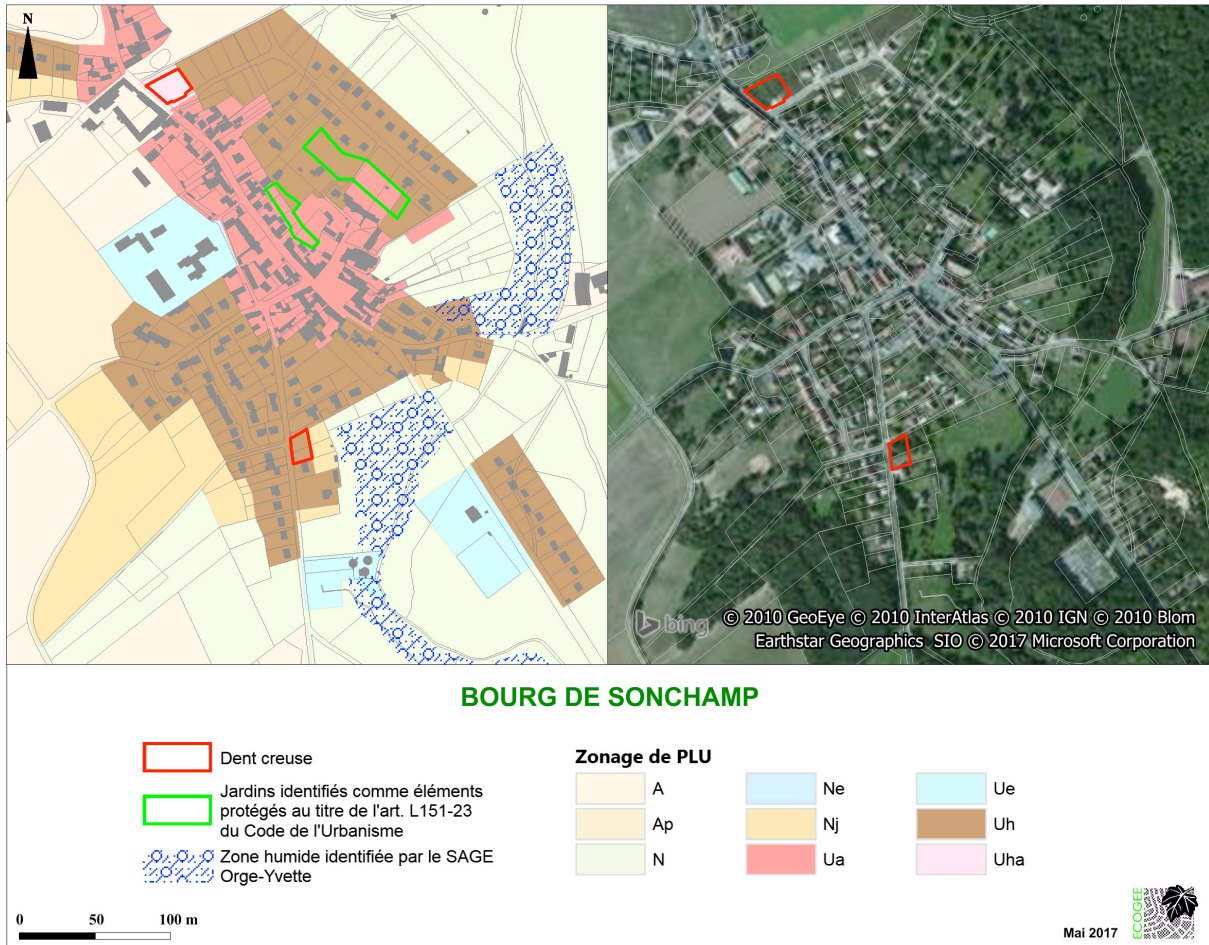 N
bing
© 2010 GeoEye © 2010 InterAtlas © 2010 IGN © 2010 Blom
Earthstar Geographics SIO © 2017 Microsoft Corporation
BOURG DE SONCHAMP
Dent creuse
Jardins identifiés comme éléments
protégés au titre de l'art. L151-23
du Code de l'Urbanisme
Zone humide identifiée par le SAGE
Orge-Yvette
Zonage de PLU
A
Ap
N
Ne
Nj
Ua
Ue
Uh
Uha
0 50 100 m
Mai 2017
ECOGEE